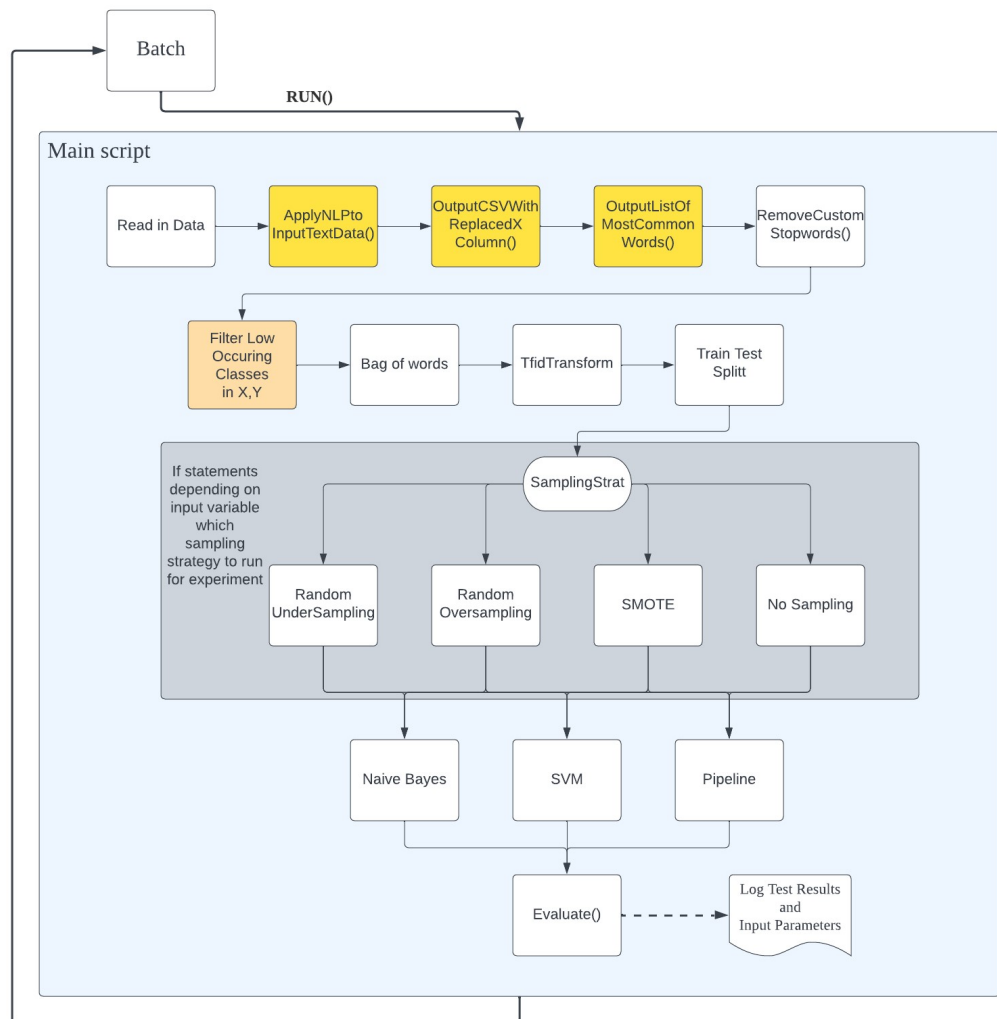 Batch
RUN()
Main script
Read in Data
ApplyNLPto
InputTextData()
OutputCSVWith
ReplacedX
Column()
OutputListOf
MostCommon
Words()
RemoveCustom
Stopwords()
Filter Low
Occuring
Classes
in X,Y
Bag of words
TfidTransform
Train Test
Splitt
If statements
depending on
input variable
which
sampling
strategy to run
for experiment
SamplingStrat
Random
UnderSampling
Random
Oversampling
SMOTE
No Sampling
Naive Bayes
SVM
Pipeline
Evaluate()
Log Test Results
and
Input Parameters